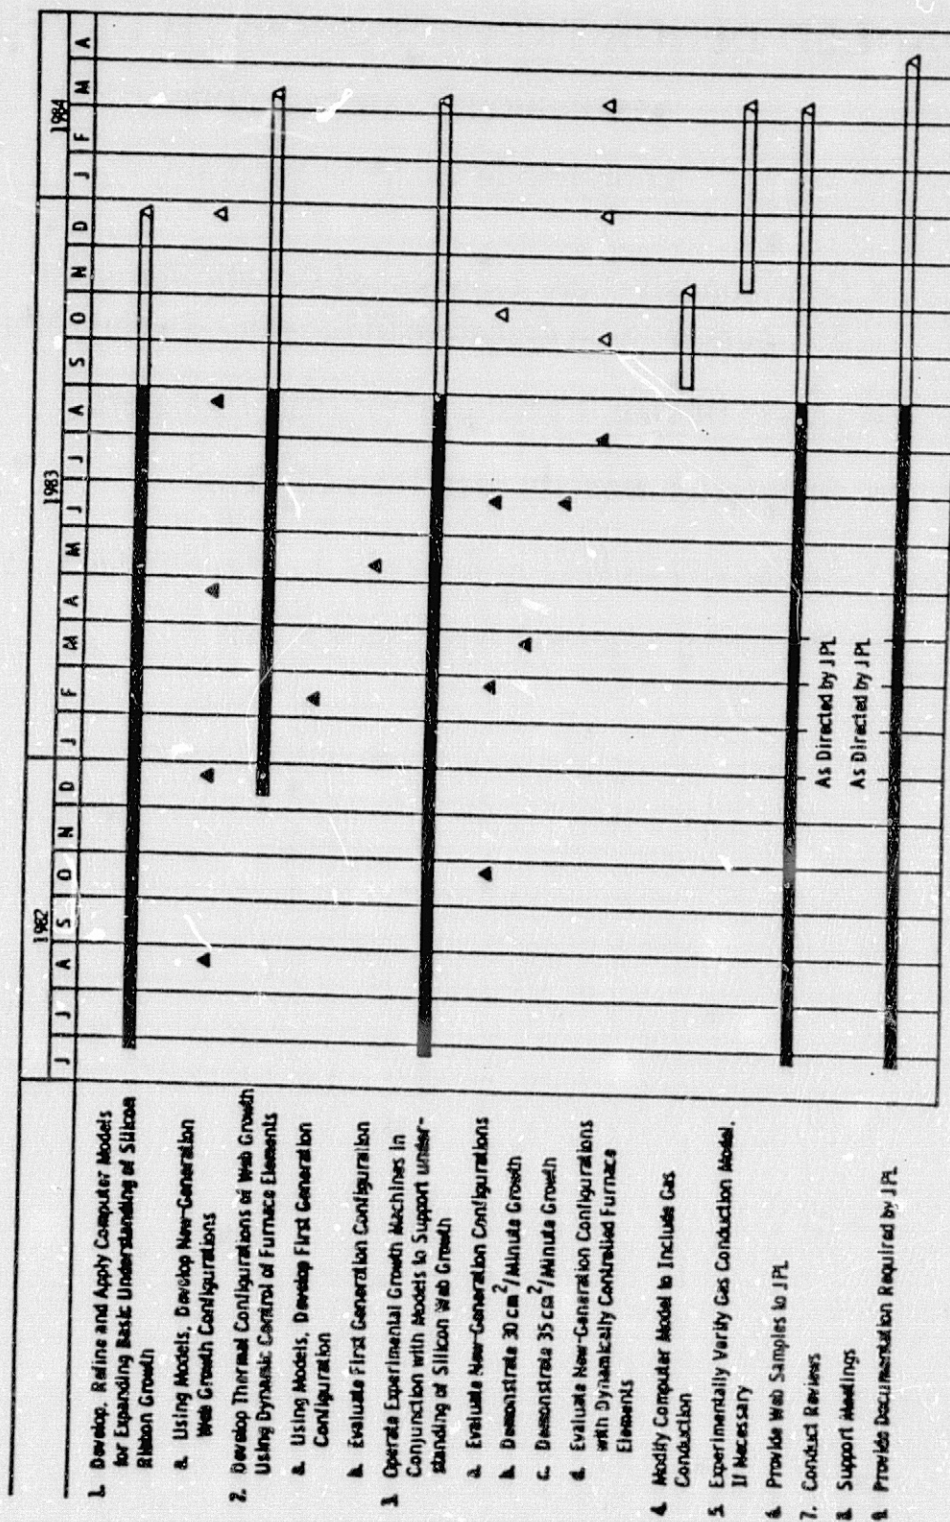 1982 1983 1984
J J A S O N D J F M A M J J A S O N D J F M A
1. Develop, Refine and Apply Computer Models
for Expanding Basic Understanding of Silicon
Ribbon Growth
a. Using Models, Develop New-Generation
Web Growth Configurations
2. Develop Thermal Configurations of Web Growth
Using Dynamic Control of Furnace Elements
a. Using Models, Develop First Generation
Configuration
b. Evaluate First Generation Configuration
3. Operate Experimental Growth Machines in
Conjunction with Models to Support under-
standing of Silicon Web Growth
a. Evaluate New-Generation Configurations
b. Demonstrate 30 cm²/Minute Growth
c. Demonstrate 35 cm²/Minute Growth
d. Evaluate New-Generation Configurations
with Dynamically Controlled Furnace
Elements
4. Modify Computer Model to Include Gas
Conduction
5. Experimentally Verify Gas Conduction Model,
If Necessary
6. Provide Web Samples to JPL
7. Conduct Reviews
As Directed by JPL
8. Support Meetings
As Directed by JPL
9. Provide Documentation Required by JPL